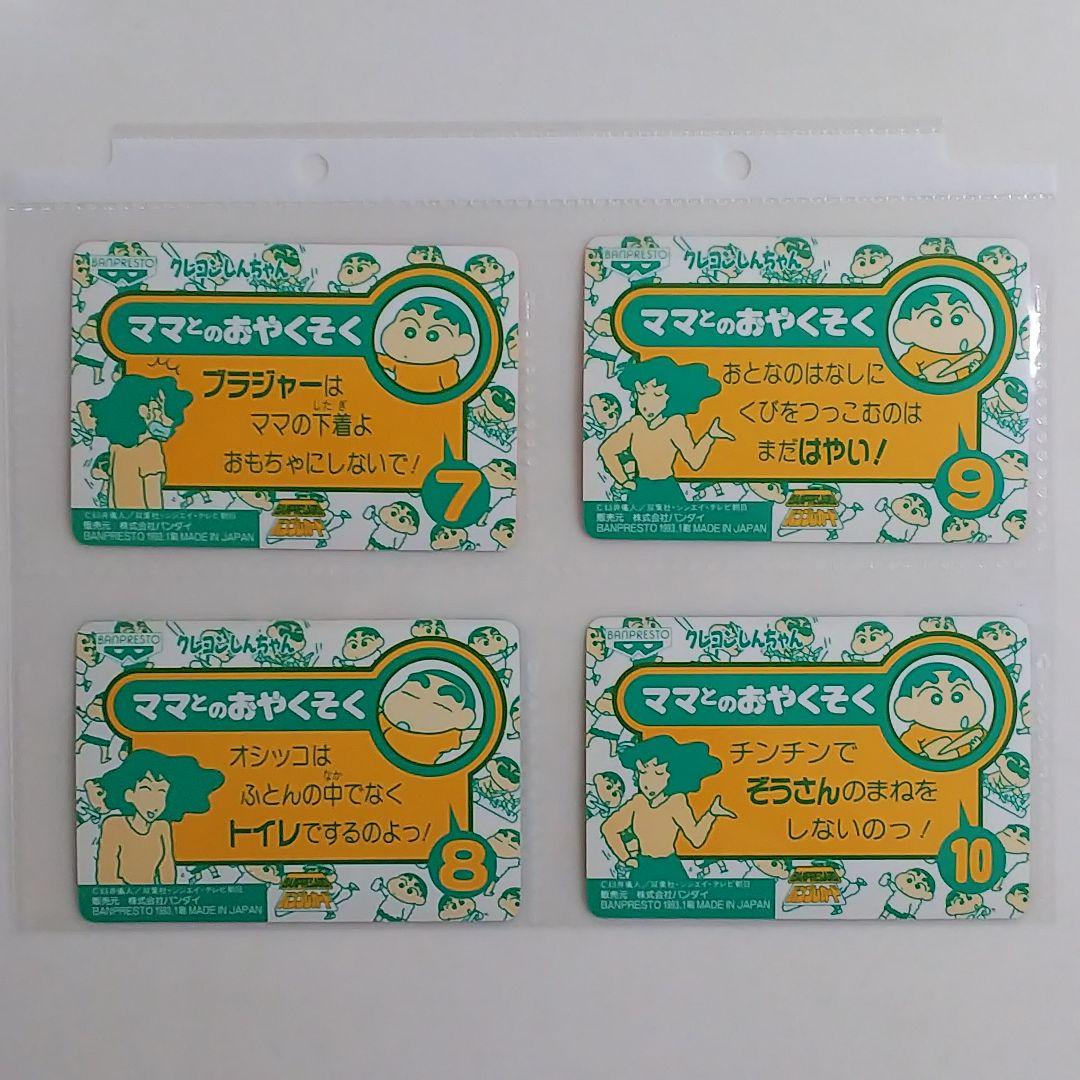 BANPRESTO
クレヨンしんちゃん
ママとのおやくそく
ブラジャーは
ママの下着よ
したぎ
おもちゃにしないで!
7
C臼井儀人/双葉社・シンエイ・テレビ朝日
販売元 株式会社バンダイ
BANPRESTO 1993.1期 MADE IN JAPAN
BANPRESTO
クレヨンしんちゃん
ママとのおやくそく
おとなのはなしに
くびをつっこむのは
まだはやい!
9
C臼井儀人/双葉社・シンエイ・テレビ朝日
販売元 株式会社バンダイ
BANPRESTO 1993.1期 MADE IN JAPAN
BANPRESTO
クレヨンしんちゃん
ママとのおやくそく
オシッコは
なか
ふとんの中でなく
トイレでするのよっ!
8
C臼井儀人/双葉社・シンエイ・テレビ朝日
販売元 株式会社バンダイ
BANPRESTO 1993.1期 MADE IN JAPAN
BANPRESTO
クレヨンしんちゃん
ママとのおやくそく
チンチンで
ぞうさんのまねを
しないのっ!
10
C臼井儀人/双葉社・シンエイ・テレビ朝日
販売元 株式会社バンダイ
BANPRESTO 1993.1期 MADE IN JAPAN